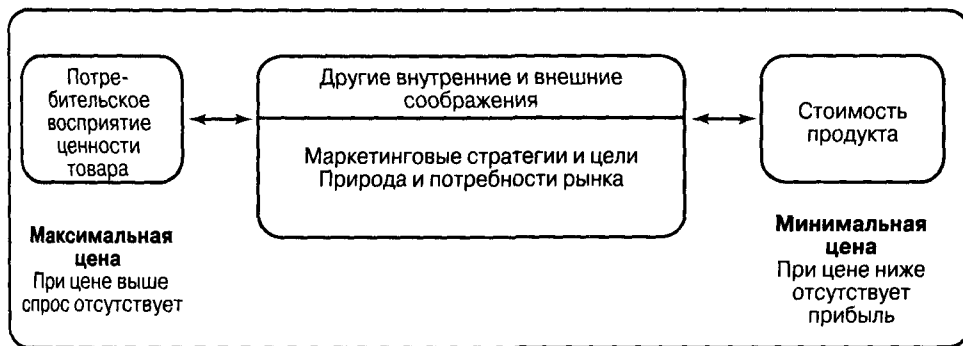 Потре-
бительское
восприятие
ценности
товара
Максимальная
цена
При цене выше
спрос отсутствует
Другие внутренние и внешние
соображения
Маркетинговые стратегии и цели
Природа и потребности рынка
Стоимость
продукта
Минимальная
цена
При цене ниже
отсутствует
прибыль